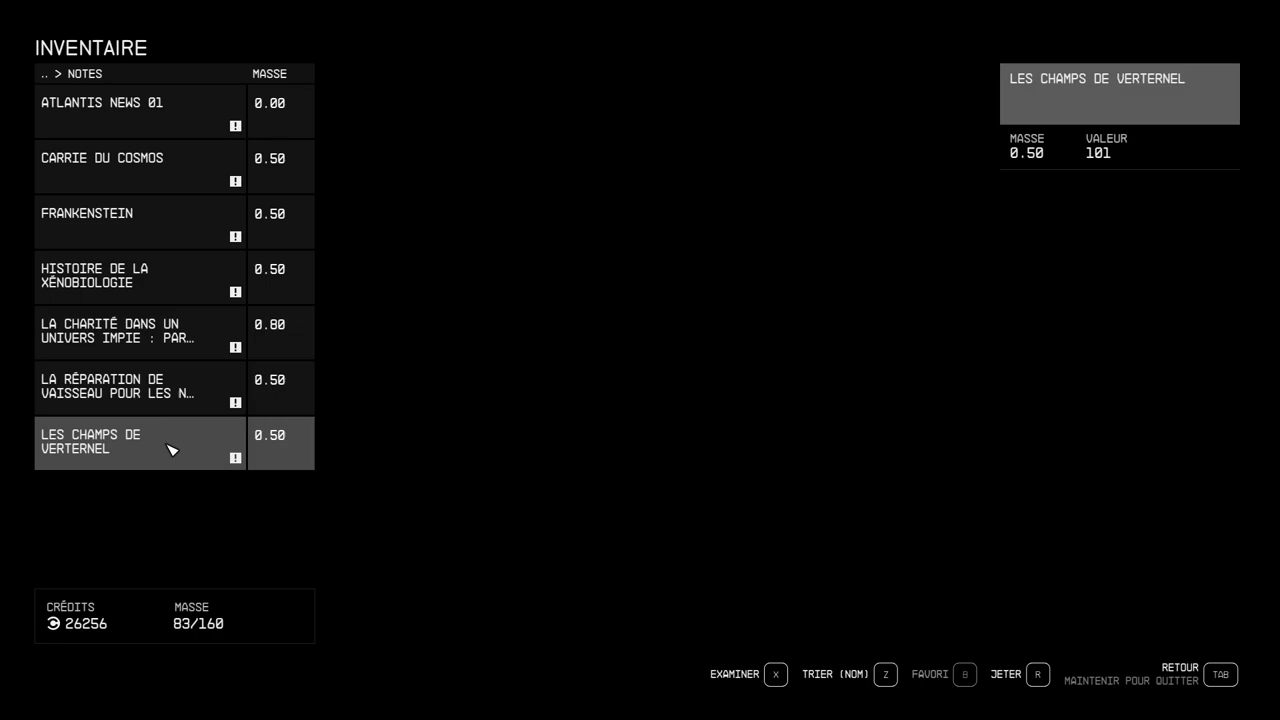 INVENTAIRE
.. > NOTES MASSE
ATLANTIS NEWS 01 0.00
CARRIE DU COSMOS 0.50
FRANKENSTEIN 0.50
HISTOIRE DE LA
XÉNOBIOLOGIE 0.50
LA CHARITÉ DANS UN
UNIVERS IMPIE : PAR… 0.80
LA RÉPARATION DE
VAISSEAU POUR LES N… 0.50
LES CHAMPS DE
VERTERNEL 0.50
LES CHAMPS DE VERTERNEL
MASSE VALEUR
0.50 101
CRÉDITS MASSE
26256 83/160
EXAMINER X TRIER (NOM) Z FAVORI B JETER R RETOUR
MAINTENIR POUR QUITTER TAB